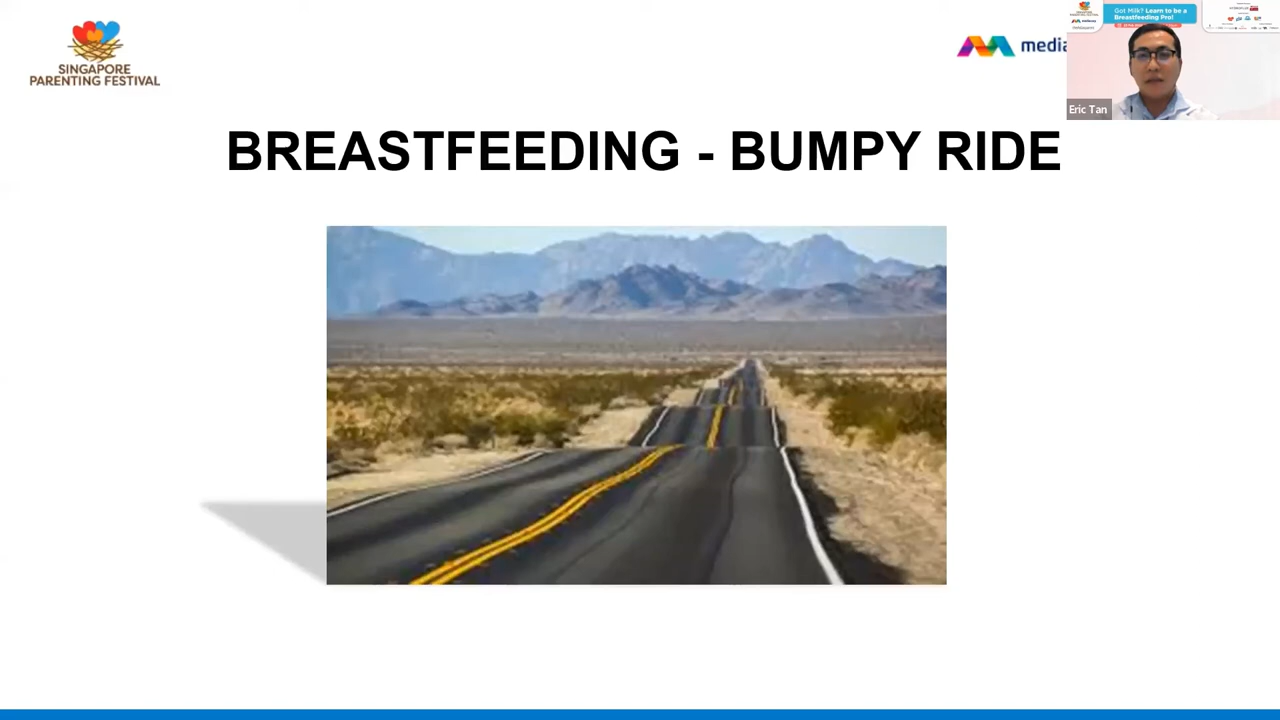 SINGAPORE
PARENTING FESTIVAL
media
Got Milk? Learn to be a
Breastfeeding Pro!
Eric Tan
BREASTFEEDING - BUMPY RIDE